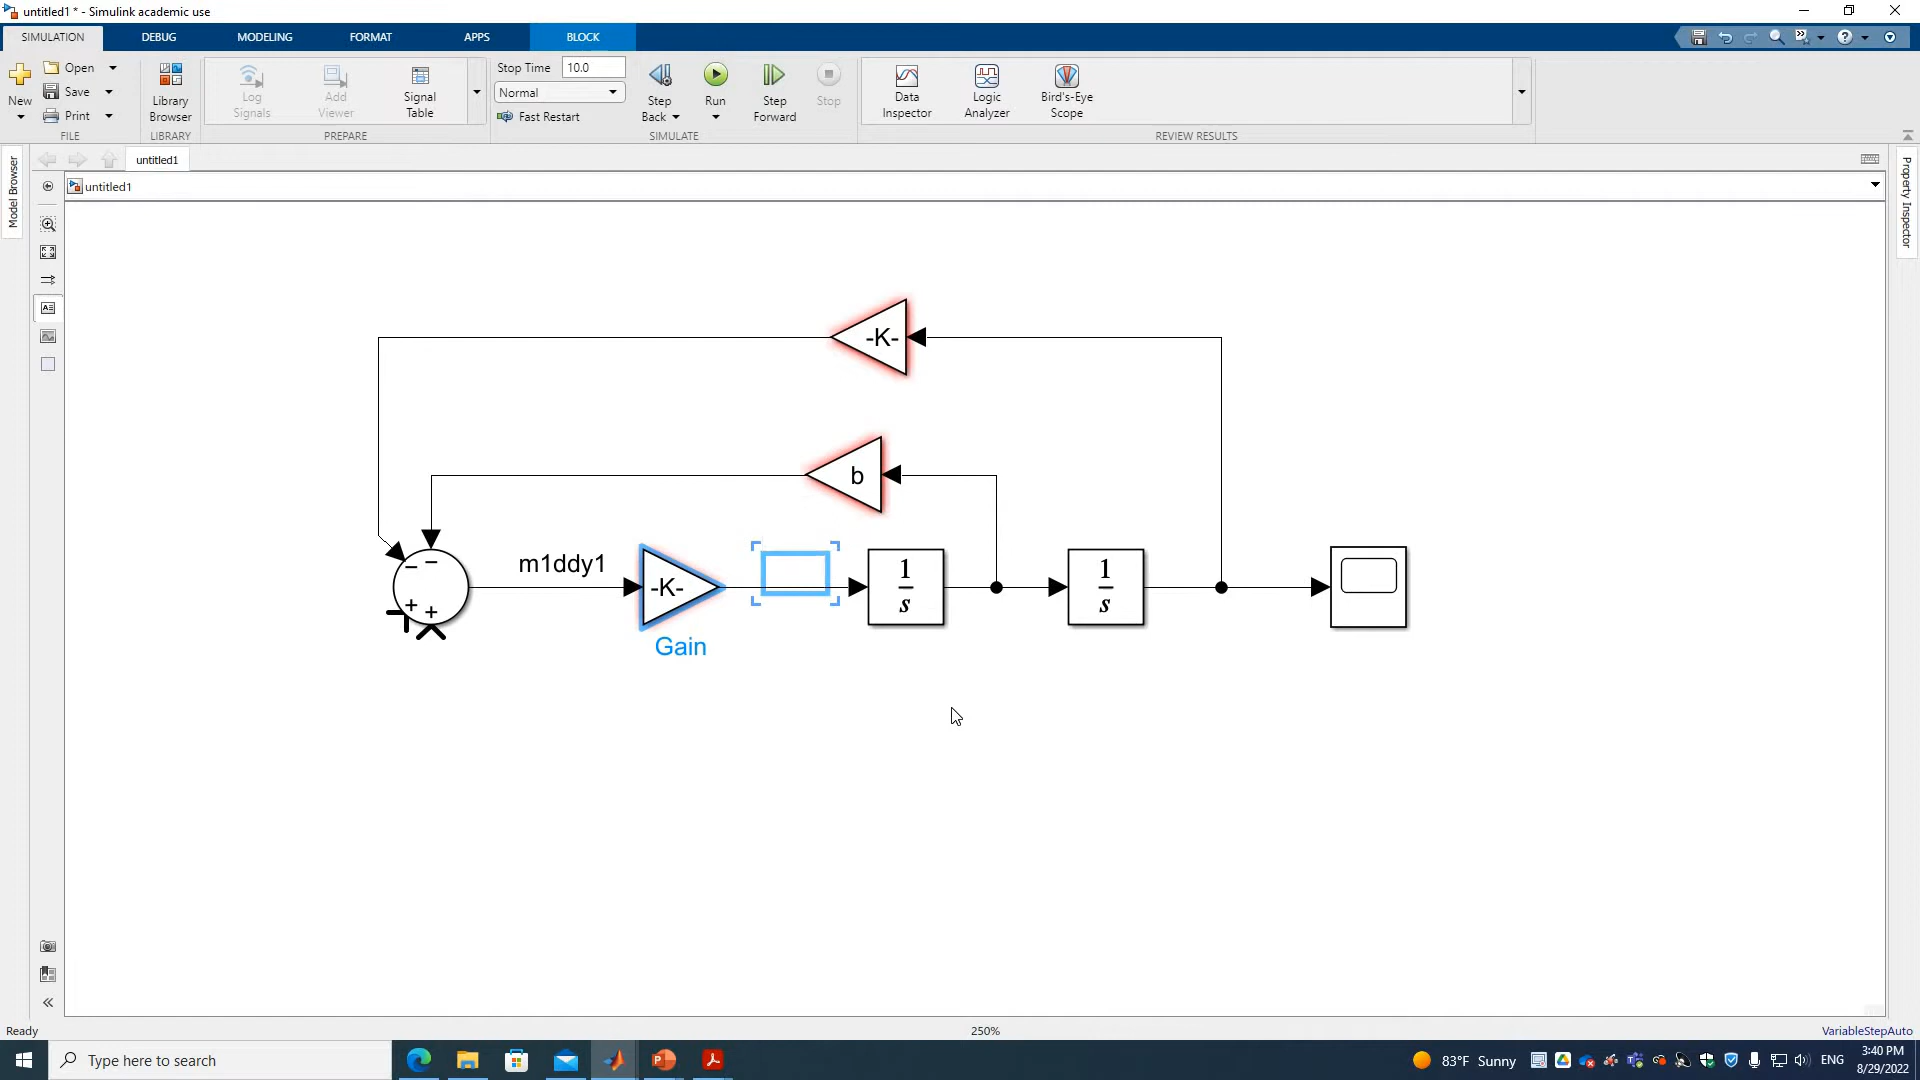 untitled1 * - Simulink academic use
SIMULATION DEBUG MODELING FORMAT APPS BLOCK
New
Open
Save
Print
FILE
Library
Browser
LIBRARY
Log
Signals
Add
Viewer
Signal
Table
PREPARE
Stop Time 10.0
Normal
Fast Restart
Step
Back
Run
Step
Forward
Stop
SIMULATE
Data
Inspector
Logic
Analyzer
Bird's-Eye
Scope
REVIEW RESULTS
Model Browser
untitled1
untitled1
Property Inspector
-K-
b
m1ddy1
-K-
Gain
1
s
1
s
− −
+ +
Ready
250%
VariableStepAuto
Type here to search
83°F Sunny
ENG
3:40 PM
8/29/2022